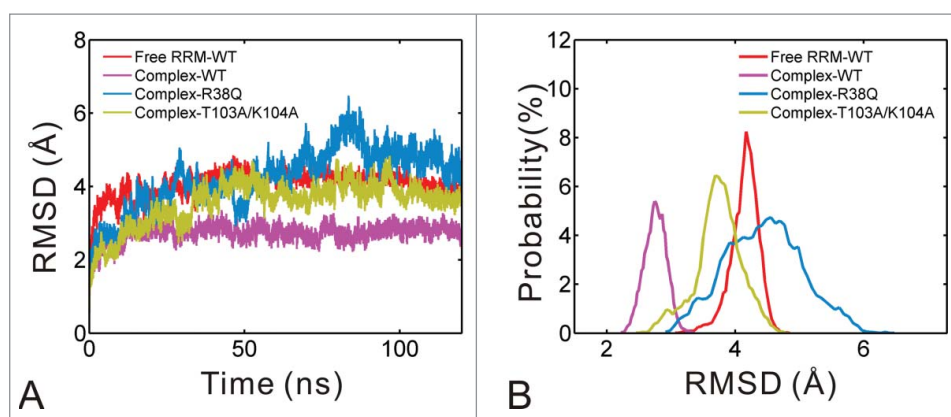 8
6
4
2
0
RMSD (Å)
Free RRM-WT
Complex-WT
Complex-R38Q
Complex-T103A/K104A
0 50 100
Time (ns)
A
12
10
8
6
4
2
0
Probability(%)
Free RRM-WT
Complex-WT
Complex-R38Q
Complex-T103A/K104A
2 4 6
RMSD (Å)
B